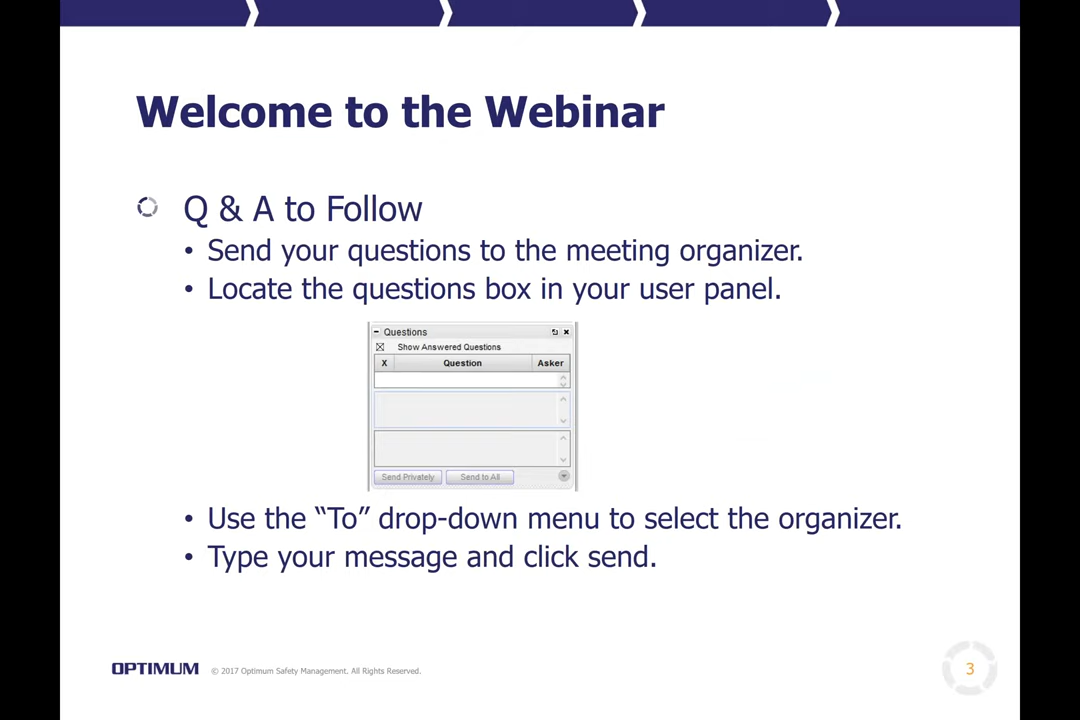 Welcome to the Webinar
Q & A to Follow
• Send your questions to the meeting organizer.
• Locate the questions box in your user panel.
Questions
Show Answered Questions
X Question Asker
Send Privately Send to All
• Use the “To” drop-down menu to select the organizer.
• Type your message and click send.
OPTIMUM © 2017 Optimum Safety Management. All Rights Reserved.
3